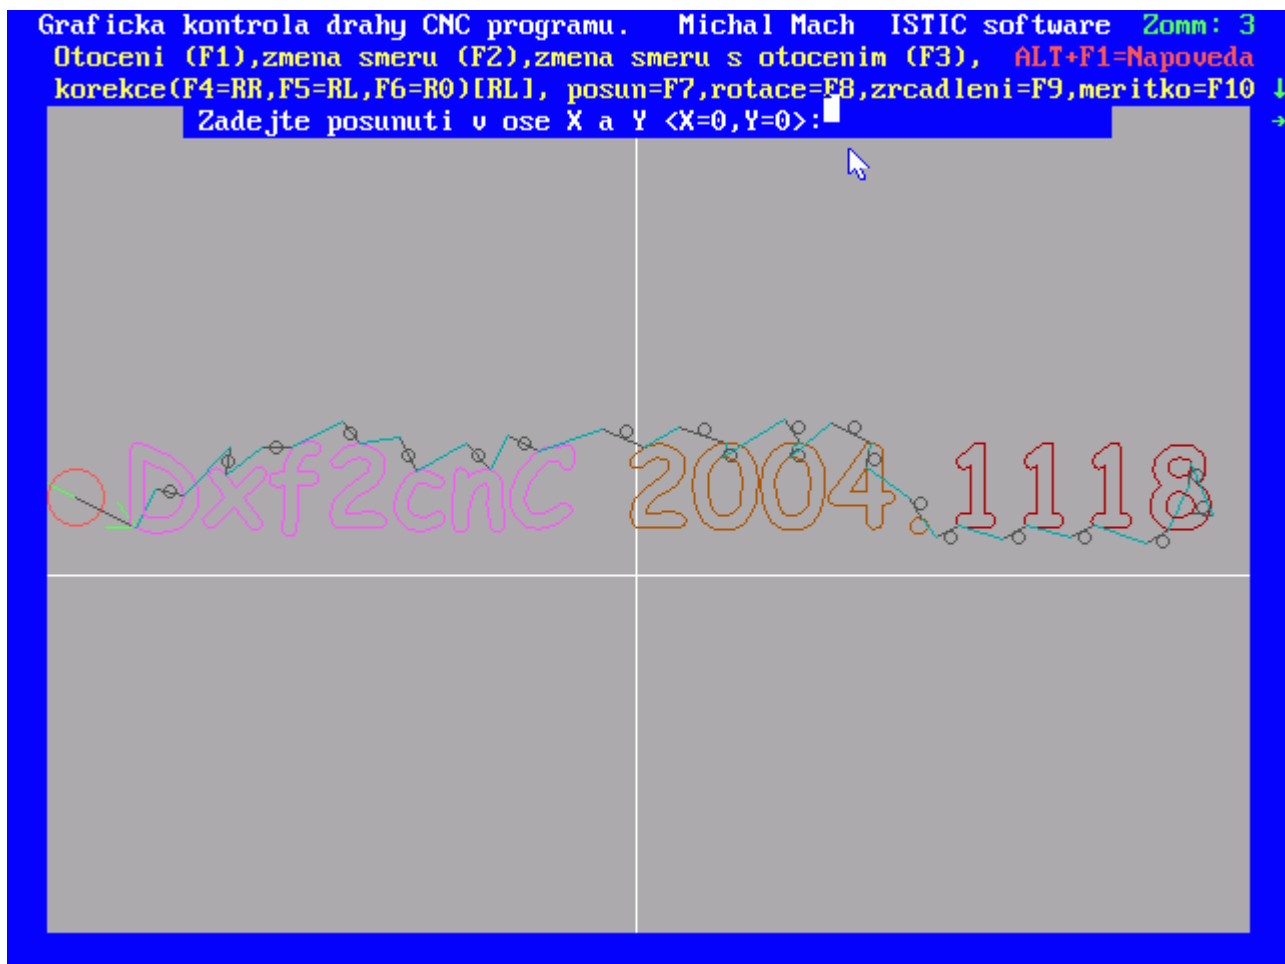 Graficka kontrola drahy CNC programu. Michal Mach ISTIC software Zomm: 3
Otoceni (F1),zmena smeru (F2),zmena smeru s otocenim (F3), ALT+F1=Napoveda
korekce(F4=RR,F5=RL,F6=R0)[RL], posun=F7,rotace=F8,zrcadleni=F9,meritko=F10 ↓
Zadejte posunuti v ose X a Y <X=0,Y=0>: →
Dxf2cnC 2004.1118